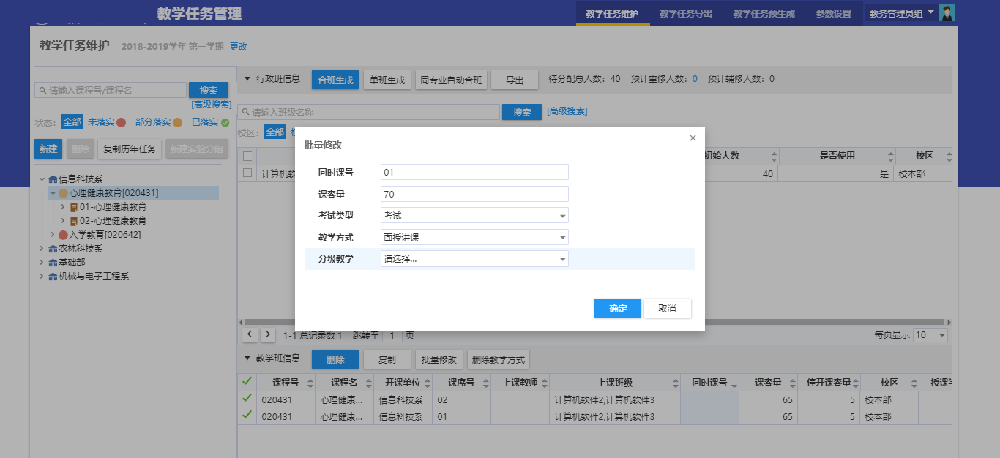 教学任务管理
教学任务维护 教学任务导出 教学任务预生成 参数设置 教务管理员组
教学任务维护 2018-2019学年 第一学期 更改
请输入课程号/课程名 搜索
[高级搜索]
状态: 全部 未落实 部分落实 已落实
新建 删除 复制历年任务 新建实验分组
信息科技系
心理健康教育[020431]
01-心理健康教育
02-心理健康教育
入学教育[020642]
农林科技系
基础部
机械与电子工程系
行政班信息 合班生成 单班生成 同专业自动合班 导出 待分配总人数: 40 预计重修人数: 0 预计辅修人数: 0
请输入班级名称 搜索 [高级搜索]
校区: 全部
初始人数 是否使用 校区
计算机软 40 是 校本部
批量修改 ×
同时课号 01
课容量 70
考试类型 考试
教学方式 面授讲课
分级教学 请选择...
确定 取消
1-1 总记录数 1 跳转至 1 页 每页显示 10
教学班信息 删除 复制 批量修改 删除教学方式
课程号 课程名 开课单位 课序号 上课教师 上课班级 同时课号 课容量 停开课容量 校区 授课学
020431 心理健康... 信息科技系 02 计算机软件2,计算机软件3 65 5 校本部
020431 心理健康... 信息科技系 01 计算机软件2,计算机软件3 65 5 校本部